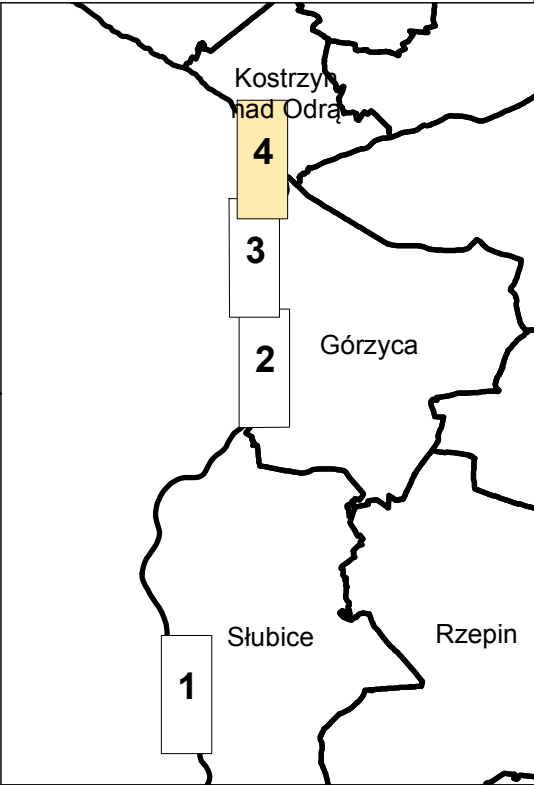 Kostrzyn
nad Odrą
4
3
2
Górzyca
Słubice
Rzepin
1